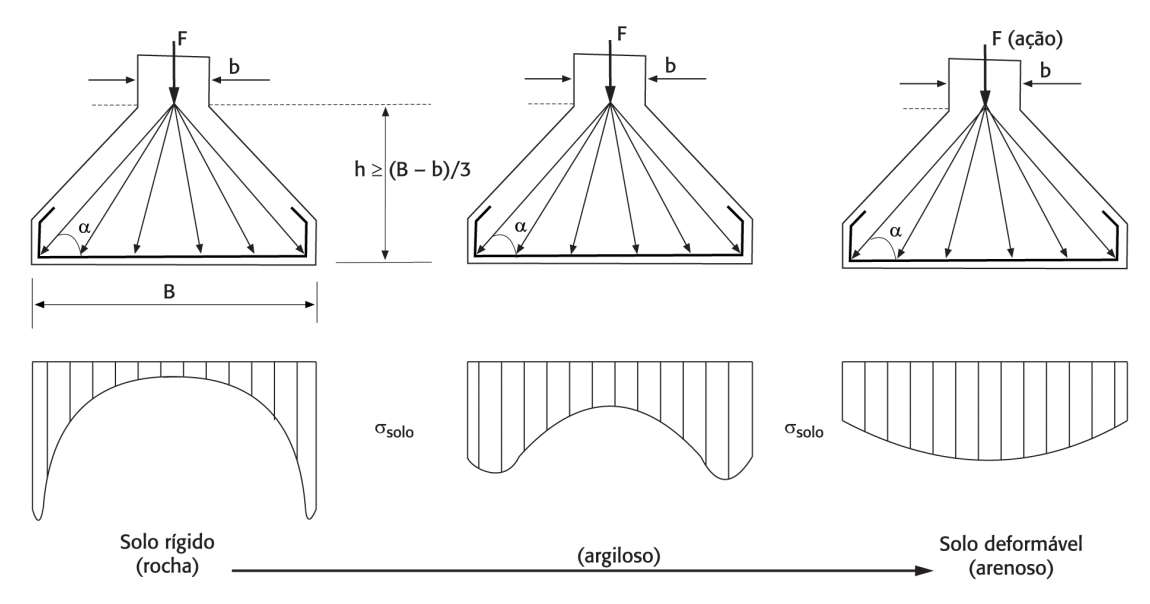 F
b
h ≥ (B – b)/3
α
B
F
b
α
F (ação)
b
α
σsolo
σsolo
Solo rígido
(rocha)
(argiloso)
Solo deformável
(arenoso)